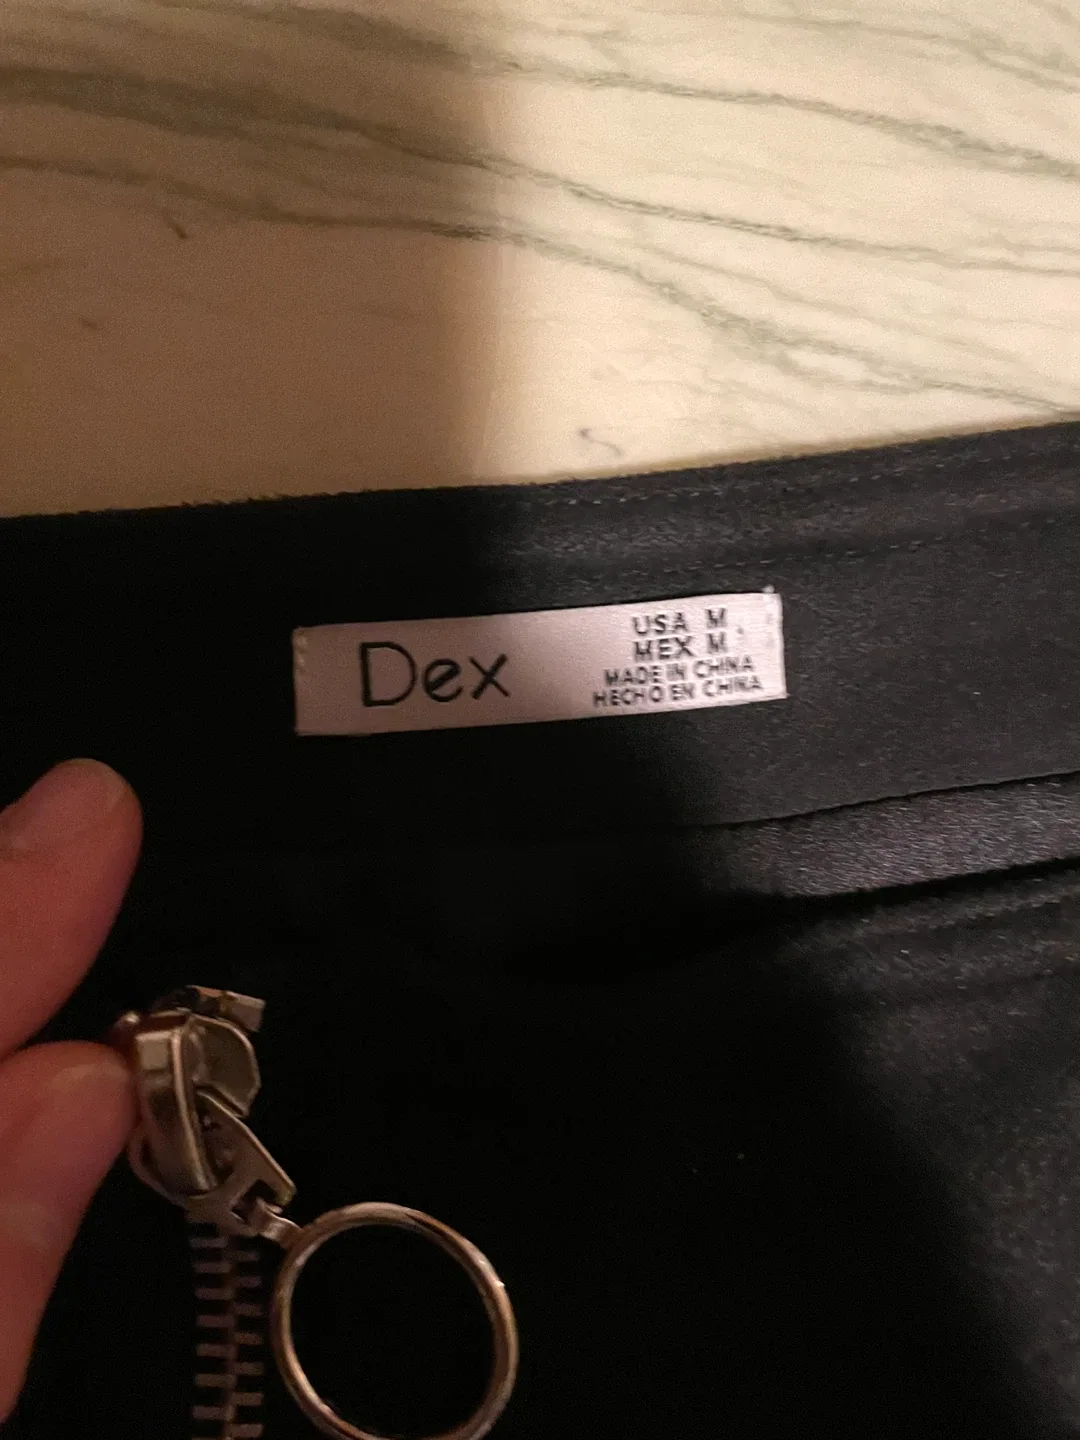 Dex
USA M
MEX M
MADE IN CHINA
HECHO EN CHINA